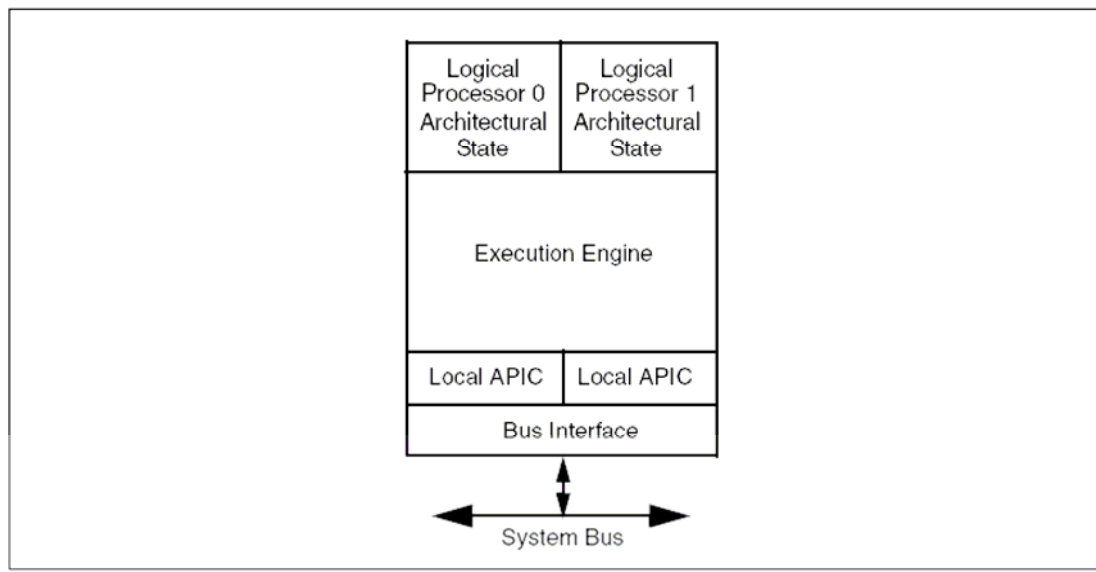 Logical
Processor 0
Architectural
State
Logical
Processor 1
Architectural
State
Execution Engine
Local APIC
Local APIC
Bus Interface
System Bus